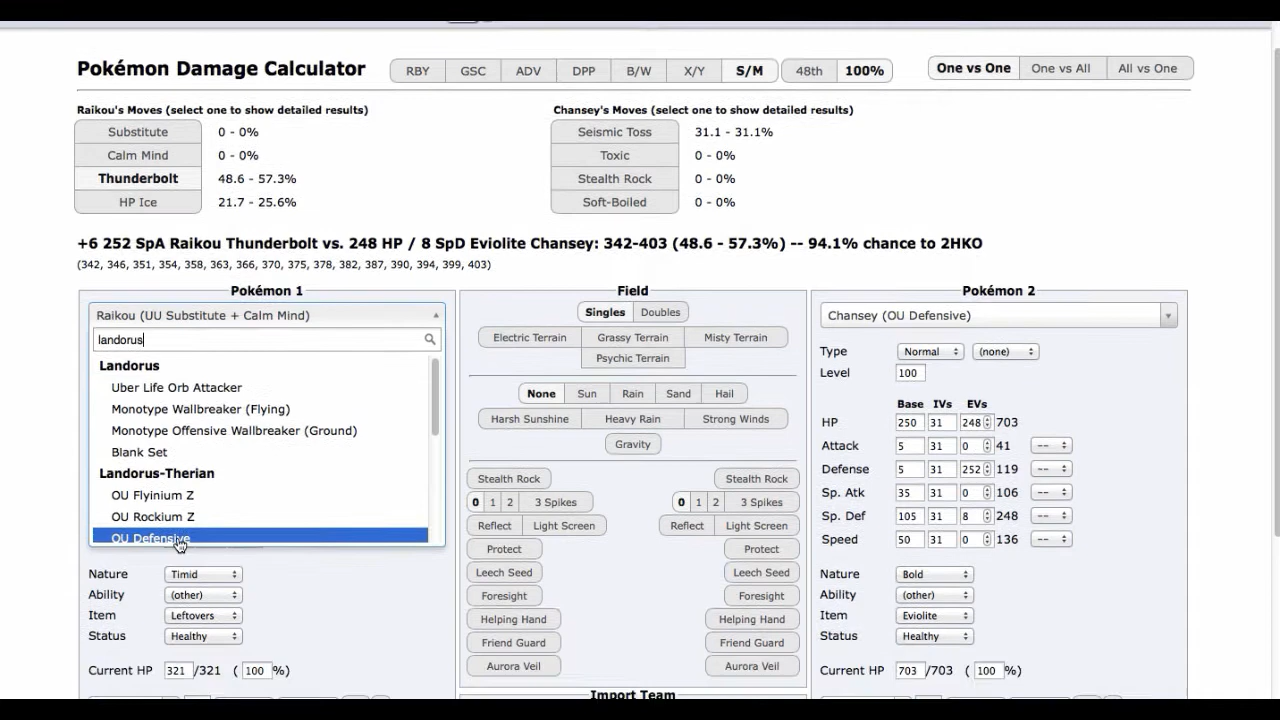 Pokémon Damage Calculator RBY GSC ADV DPP B/W X/Y S/M 48th 100% One vs One One vs All All vs One
Raikou's Moves (select one to show detailed results) Chansey's Moves (select one to show detailed results)
Substitute 0 - 0% Seismic Toss 31.1 - 31.1%
Calm Mind 0 - 0% Toxic 0 - 0%
Thunderbolt 48.6 - 57.3% Stealth Rock 0 - 0%
HP Ice 21.7 - 25.6% Soft-Boiled 0 - 0%
+6 252 SpA Raikou Thunderbolt vs. 248 HP / 8 SpD Eviolite Chansey: 342-403 (48.6 - 57.3%) -- 94.1% chance to 2HKO
(342, 346, 351, 354, 358, 363, 366, 370, 375, 378, 382, 387, 390, 394, 399, 403)
Pokémon 1
Raikou (UU Substitute + Calm Mind)
landorus
Landorus
Uber Life Orb Attacker
Monotype Wallbreaker (Flying)
Monotype Offensive Wallbreaker (Ground)
Blank Set
Landorus-Therian
OU Flyinium Z
OU Rockium Z
OU Defensive
Nature Timid
Ability (other)
Item Leftovers
Status Healthy
Current HP 321 /321 ( 100 %)
Field
Singles Doubles
Electric Terrain Grassy Terrain Misty Terrain
Psychic Terrain
None Sun Rain Sand Hail
Harsh Sunshine Heavy Rain Strong Winds
Gravity
Stealth Rock Stealth Rock
0 1 2 3 Spikes 0 1 2 3 Spikes
Reflect Light Screen Reflect Light Screen
Protect Protect
Leech Seed Leech Seed
Foresight Foresight
Helping Hand Helping Hand
Friend Guard Friend Guard
Aurora Veil Aurora Veil
Import Team
Pokémon 2
Chansey (OU Defensive)
Type Normal (none)
Level 100
Base IVs EVs
HP 250 31 248 703
Attack 5 31 0 41 --
Defense 5 31 252 119 --
Sp. Atk 35 31 0 106 --
Sp. Def 105 31 8 248 --
Speed 50 31 0 136 --
Nature Bold
Ability (other)
Item Eviolite
Status Healthy
Current HP 703 /703 ( 100 %)